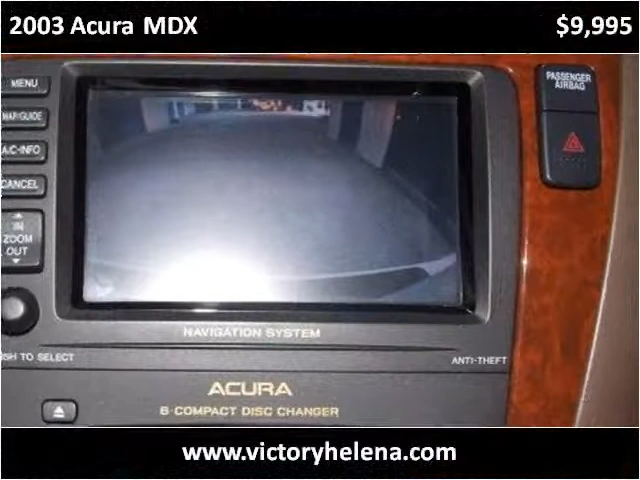 2003 Acura MDX $9,995
MENU
MAP/GUIDE
A/C-INFO
CANCEL
IN
ZOOM
OUT
PASSENGER
AIRBAG
NAVIGATION SYSTEM
SH TO SELECT
ANTI-THEFT
ACURA
6-COMPACT DISC CHANGER
www.victoryhelena.com